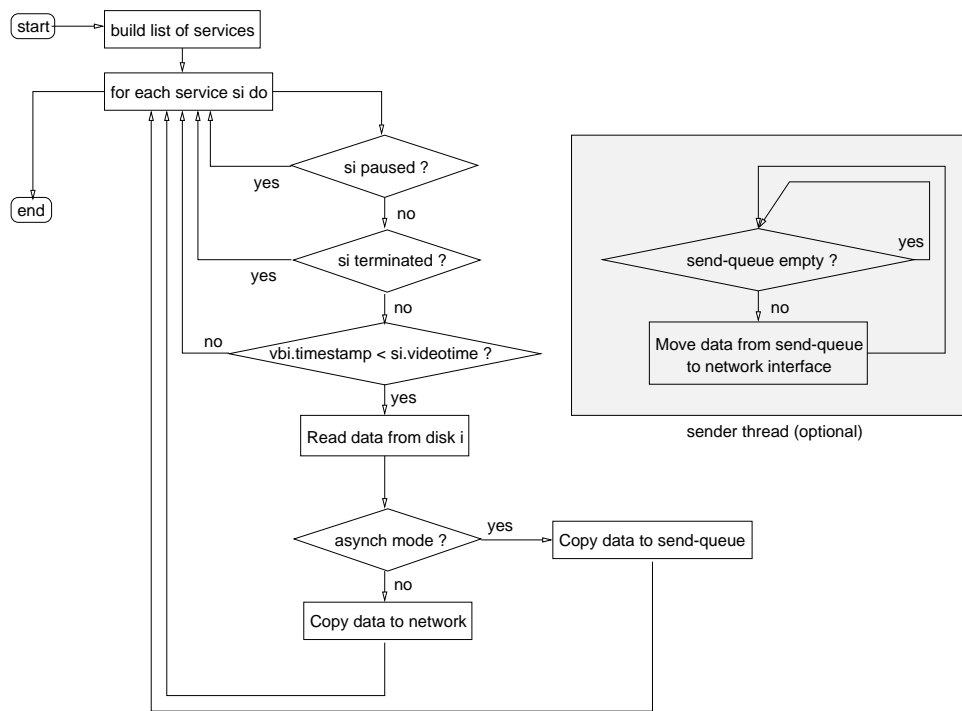 start
build list of services
for each service si do
si paused ?
yes
no
end
si terminated ?
yes
no
vbi.timestamp < si.videotime ?
no
yes
Read data from disk i
asynch mode ?
yes
Copy data to send-queue
no
Copy data to network
send-queue empty ?
yes
no
Move data from send-queue
to network interface
sender thread (optional)